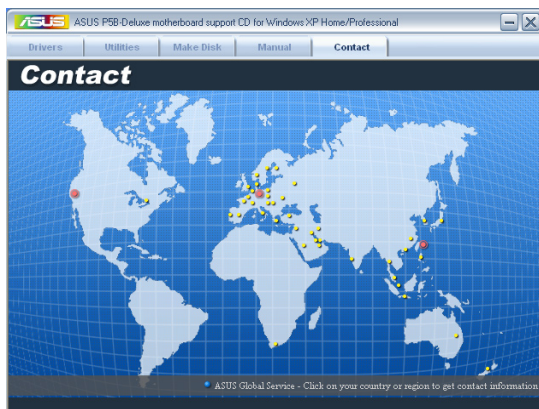 ASUS ASUS P5B-Deluxe motherboard support CD for Windows XP Home/Professional
Drivers Utilities Make Disk Manual Contact
Contact
ASUS Global Service - Click on your country or region to get contact information